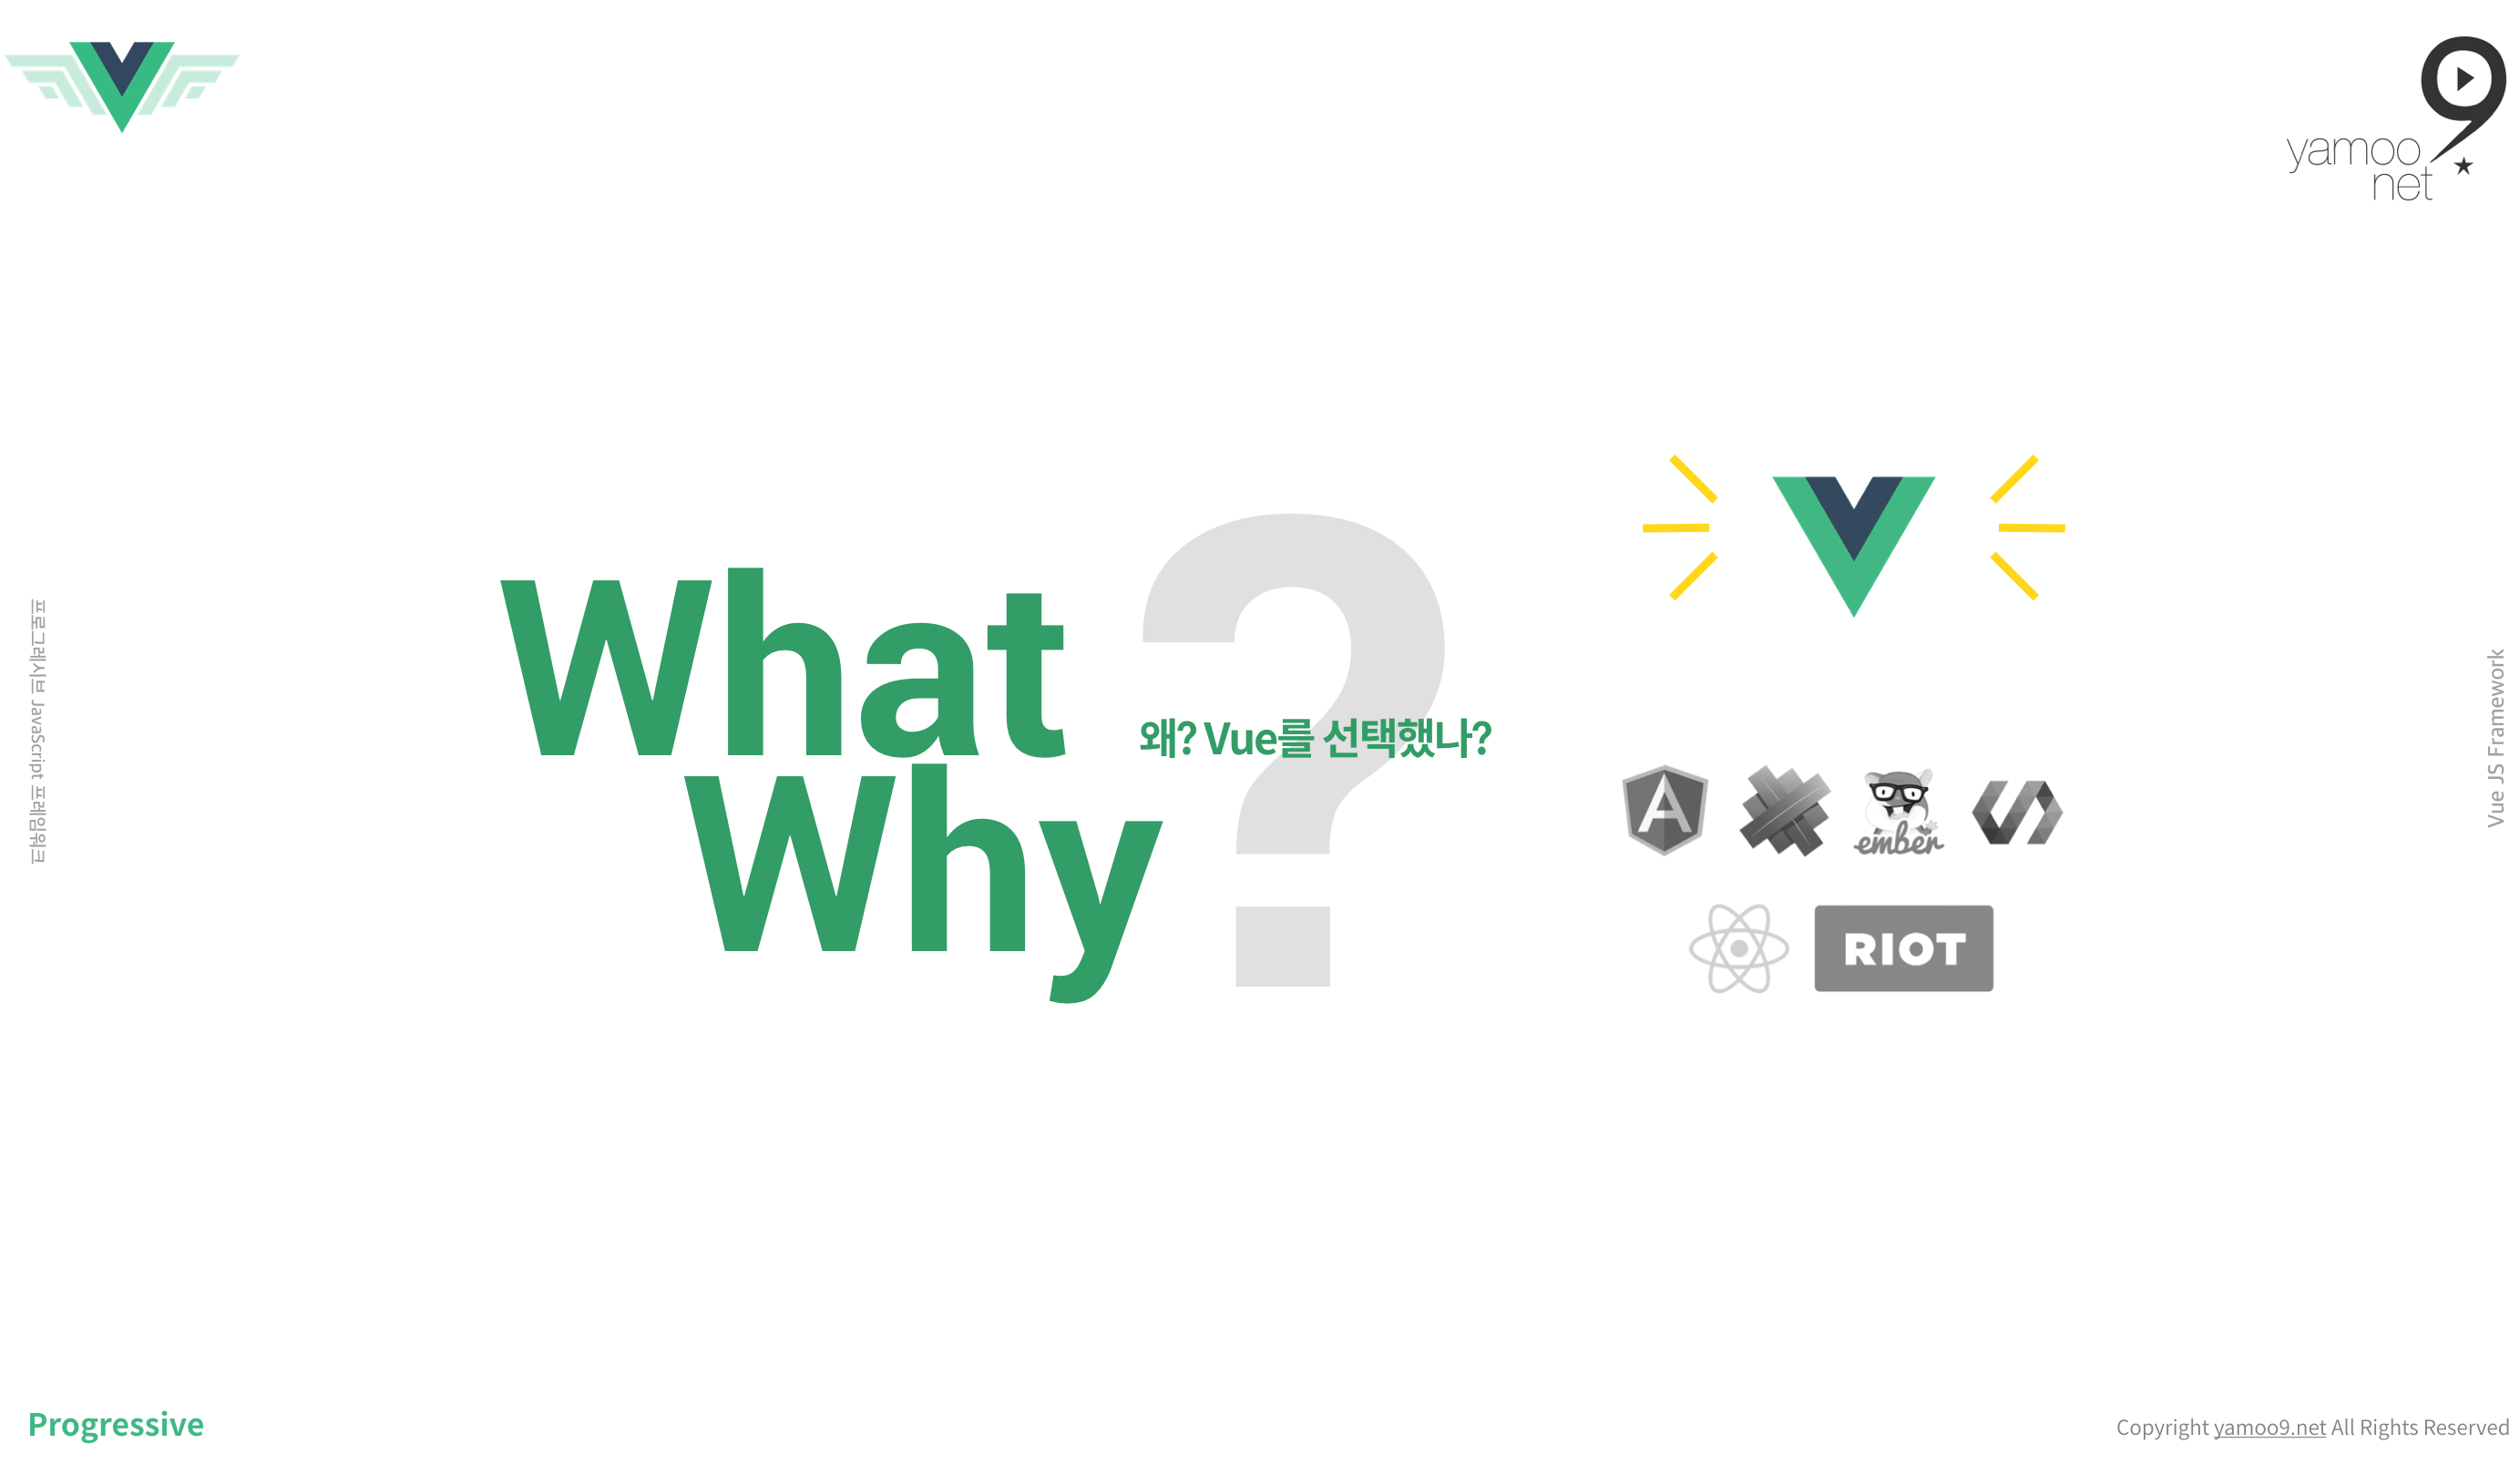 yamoo9
net
What
Why
?
왜? Vue를 선택했나?
A
ember
RIOT
프로그레시브 JavaScript 프레임워크
Vue JS Framework
Progressive
Copyright yamoo9.net All Rights Reserved